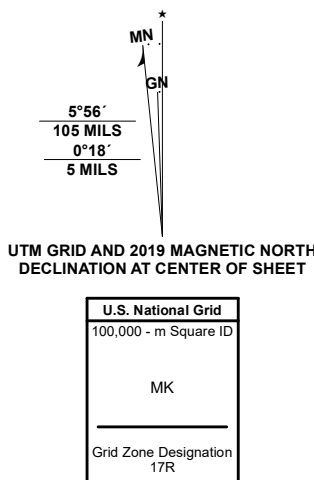 ★
MN
GN
5°56´
105 MILS
0°18´
5 MILS
UTM GRID AND 2019 MAGNETIC NORTH
DECLINATION AT CENTER OF SHEET
U.S. National Grid
100,000 - m Square ID
MK
Grid Zone Designation
17R